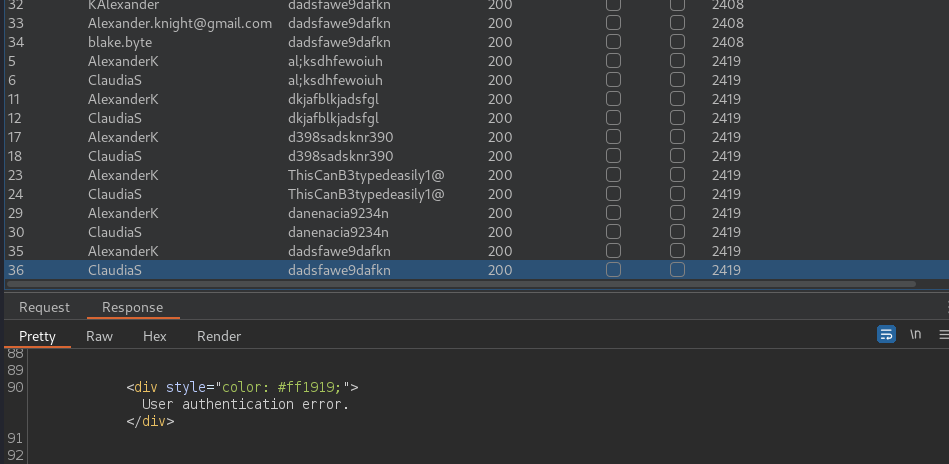 32 KAlexander dadsfawe9dafkn 200 2408
33 Alexander.knight@gmail.com dadsfawe9dafkn 200 2408
34 blake.byte dadsfawe9dafkn 200 2408
5 AlexanderK al;ksdhfewoiuh 200 2419
6 ClaudiaS al;ksdhfewoiuh 200 2419
11 AlexanderK dkjafblkjadsfgl 200 2419
12 ClaudiaS dkjafblkjadsfgl 200 2419
17 AlexanderK d398sadsknr390 200 2419
18 ClaudiaS d398sadsknr390 200 2419
23 AlexanderK ThisCanB3typedeasily1@ 200 2419
24 ClaudiaS ThisCanB3typedeasily1@ 200 2419
29 AlexanderK danenacia9234n 200 2419
30 ClaudiaS danenacia9234n 200 2419
35 AlexanderK dadsfawe9dafkn 200 2419
36 ClaudiaS dadsfawe9dafkn 200 2419
Request Response
Pretty Raw Hex Render \n
88
89
90 <div style="color: #ff1919;">
User authentication error.
</div>
91
92